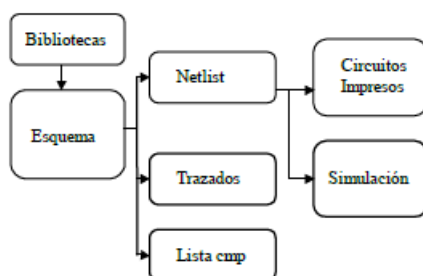 Bibliotecas
Esquema
Netlist
Trazados
Lista cmp
Circuitos
Impresos
Simulación